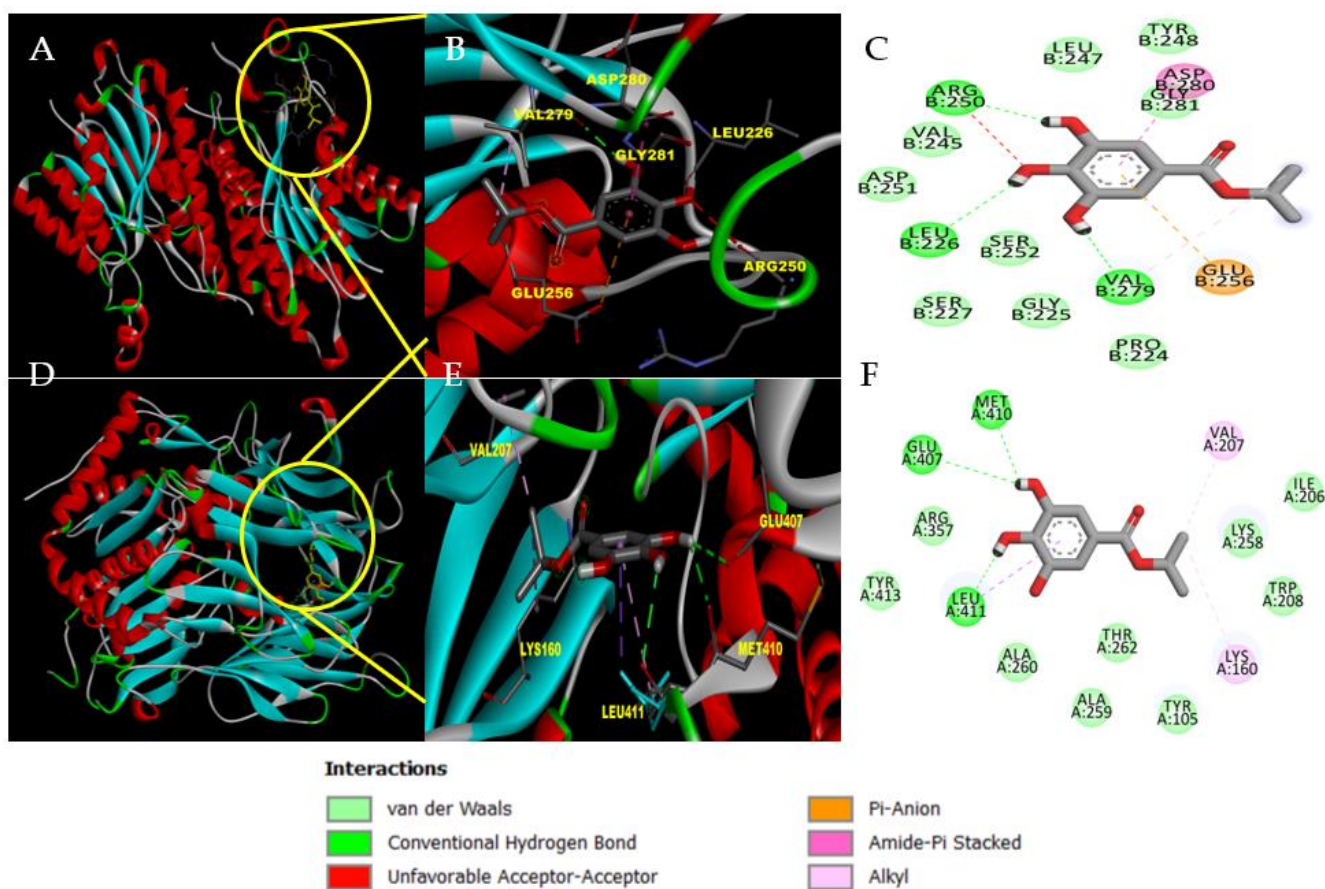 A
B
ASP280
VAL279
LEU226
GLY281
ARG250
GLU256
C
TYR
B:248
LEU
B:247
ASP
B:280
GLY
B:281
ARG
B:250
VAL
B:245
ASP
B:251
LEU
B:226
SER
B:252
VAL
B:279
GLU
B:256
SER
B:227
GLY
B:225
PRO
B:224
D
E
VAL207
GLU407
LYS160
MET410
LEU411
F
MET
A:410
GLU
A:407
VAL
A:207
ILE
A:206
ARG
A:357
LYS
A:258
TYR
A:413
LEU
A:411
TRP
A:208
ALA
A:260
THR
A:262
LYS
A:160
ALA
A:259
TYR
A:105
Interactions
van der Waals
Conventional Hydrogen Bond
Unfavorable Acceptor-Acceptor
Pi-Anion
Amide-Pi Stacked
Alkyl